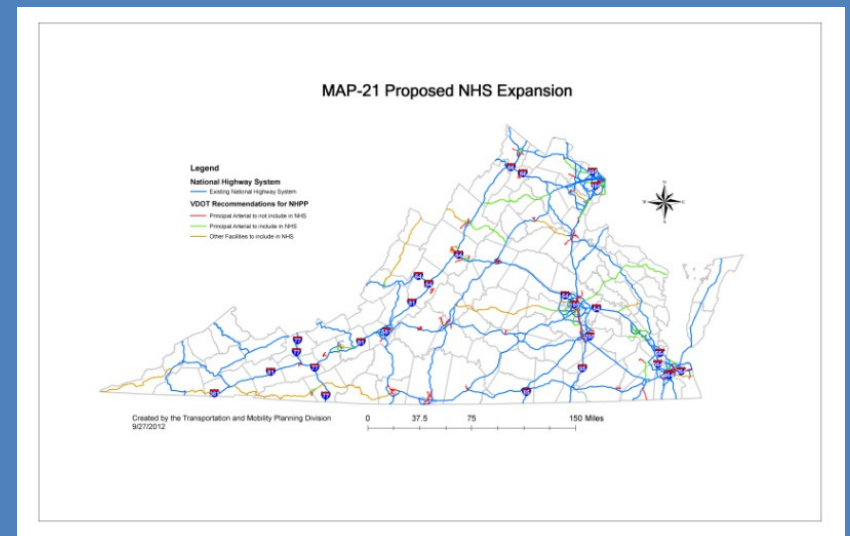 MAP-21 Proposed NHS Expansion
Legend
National Highway System
Existing National Highway System
VDOT Recommendations for NHPP
Principal Arterial to not include in NHS
Principal Arterial to include in NHS
Other Facilities to include in NHS
Created by the Transportation and Mobility Planning Division
9/27/2012
0 37.5 75 150 Miles